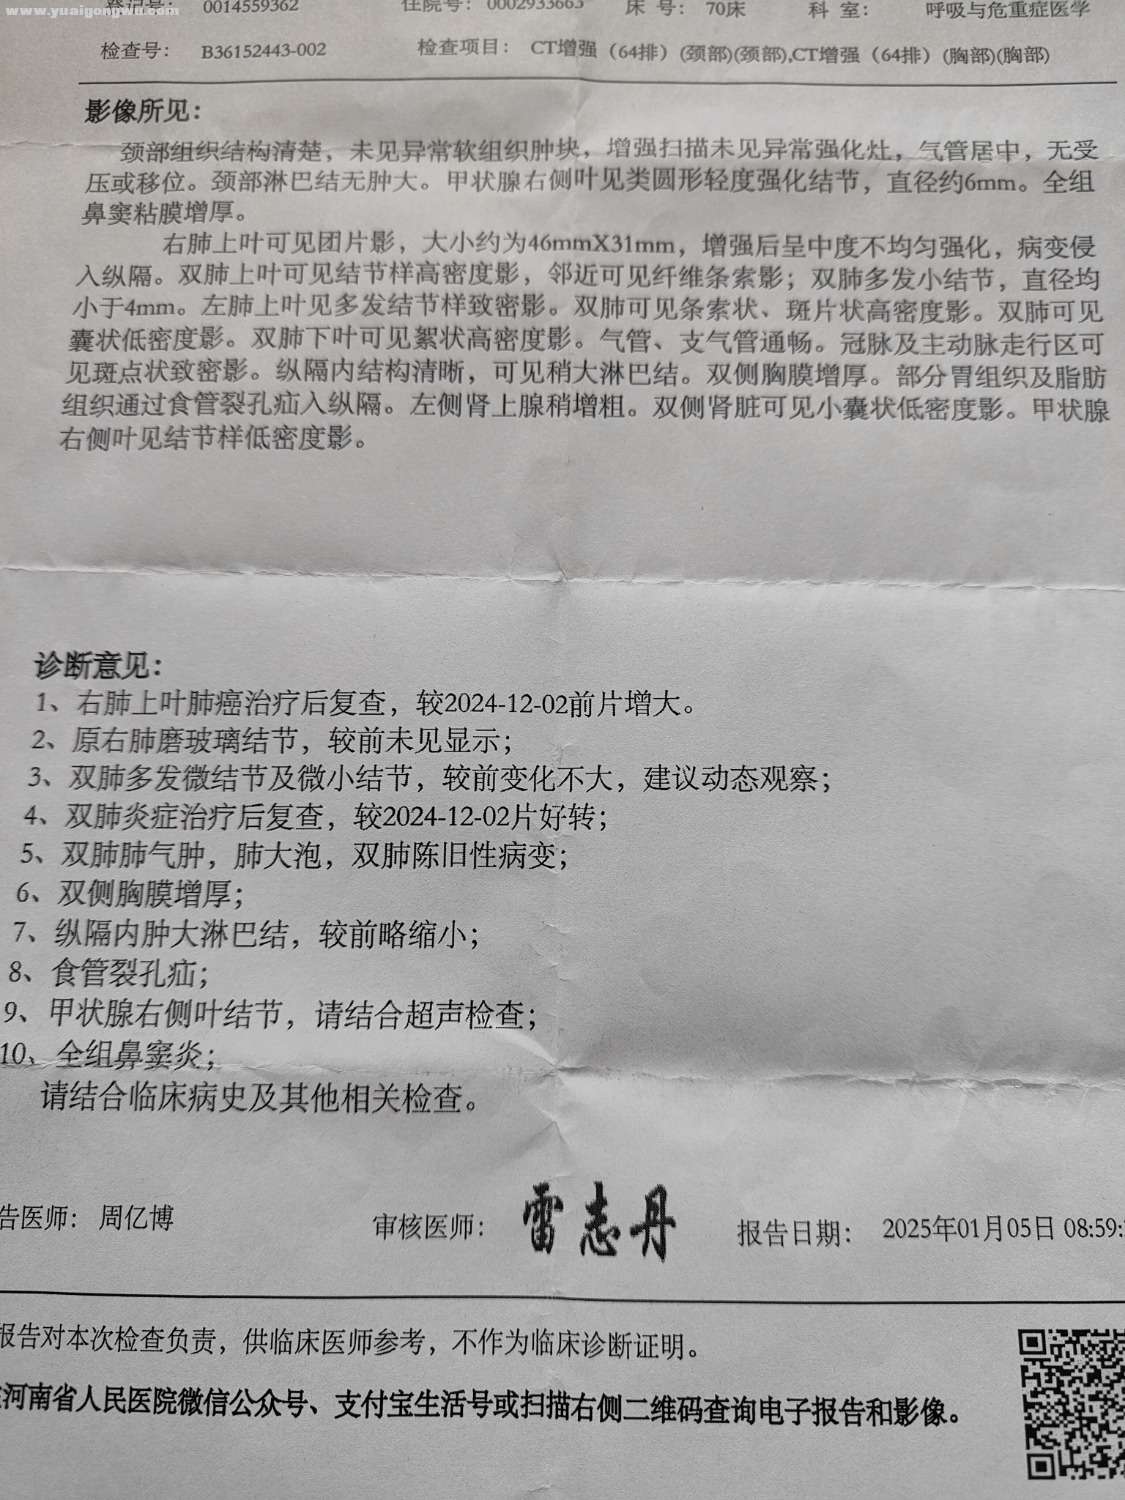 www.yuaigongwu.com
登记号： 0014559362 住院号：0002933663 床 号： 70床 科 室： 呼吸与危重症医学
检查号： B36152443-002 检查项目： CT增强（64排）(颈部)(颈部),CT增强（64排）(胸部)(胸部)
影像所见：
颈部组织结构清楚，未见异常软组织肿块，增强扫描未见异常强化灶，气管居中，无受
压或移位。颈部淋巴结无肿大。甲状腺右侧叶见类圆形轻度强化结节，直径约6mm。全组
鼻窦粘膜增厚。
右肺上叶可见团片影，大小约为46mmX31mm，增强后呈中度不均匀强化，病变侵
入纵隔。双肺上叶可见结节样高密度影，邻近可见纤维条索影；双肺多发小结节，直径均
小于4mm。左肺上叶见多发结节样致密影。双肺可见条索状、斑片状高密度影。双肺可见
囊状低密度影。双肺下叶可见絮状高密度影。气管、支气管通畅。冠脉及主动脉走行区可
见斑点状致密影。纵隔内结构清晰，可见稍大淋巴结。双侧胸膜增厚。部分胃组织及脂肪
组织通过食管裂孔疝入纵隔。左侧肾上腺稍增粗。双侧肾脏可见小囊状低密度影。甲状腺
右侧叶见结节样低密度影。
诊断意见：
1、右肺上叶肺癌治疗后复查，较2024-12-02前片增大。
2、原右肺磨玻璃结节，较前未见显示；
3、双肺多发微结节及微小结节，较前变化不大，建议动态观察；
4、双肺炎症治疗后复查，较2024-12-02片好转；
5、双肺肺气肿，肺大泡，双肺陈旧性病变；
6、双侧胸膜增厚；
7、纵隔内肿大淋巴结，较前略缩小；
8、食管裂孔疝；
9、甲状腺右侧叶结节，请结合超声检查；
10、全组鼻窦炎；
请结合临床病史及其他相关检查。
告医师： 周亿博 审核医师： 雷志丹 报告日期： 2025年01月05日 08:59:
报告对本次检查负责，供临床医师参考，不作为临床诊断证明。
河南省人民医院微信公众号、支付宝生活号或扫描右侧二维码查询电子报告和影像。